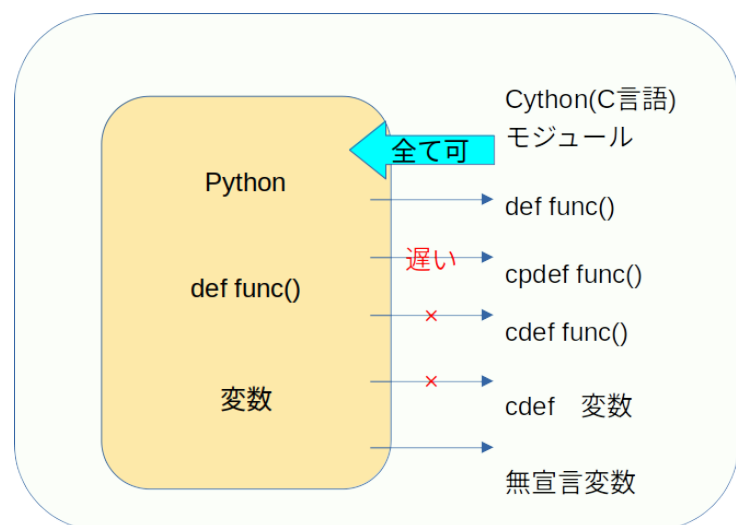 Cython(C言語)
モジュール
全て可
Python
def func()
遅い
cpdef func()
def func()
×
cdef func()
×
変数
cdef　変数
無宣言変数